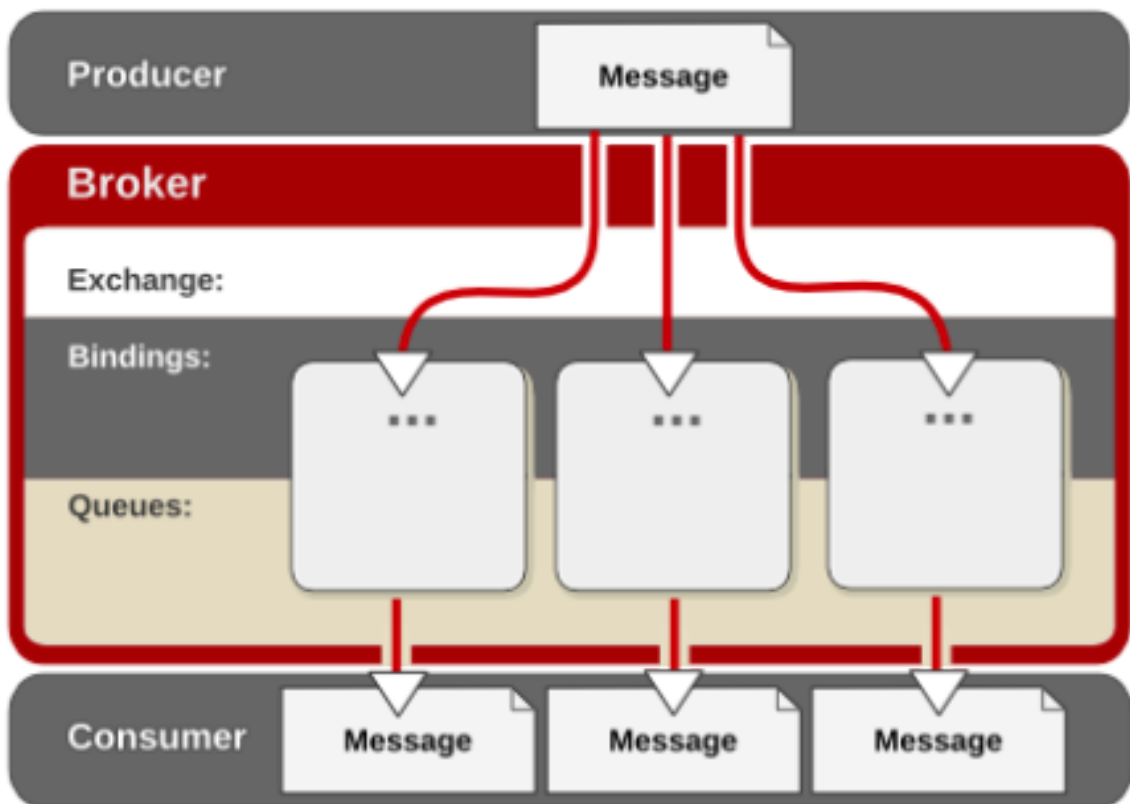 Producer
Message
Broker
Exchange:
Bindings:
...
...
...
Queues:
Consumer
Message
Message
Message